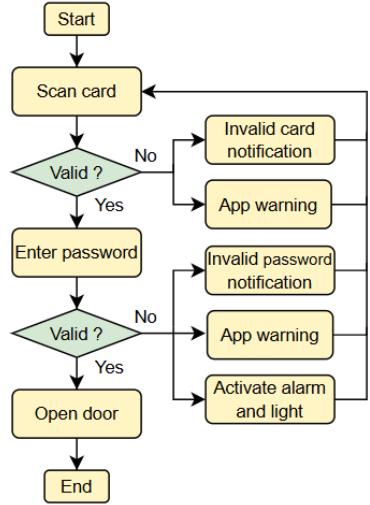 Start
Scan card
Valid ?
No
Invalid card
notification
App warning
Yes
Enter password
Invalid password
notification
Valid ?
No
App warning
Yes
Activate alarm
and light
Open door
End